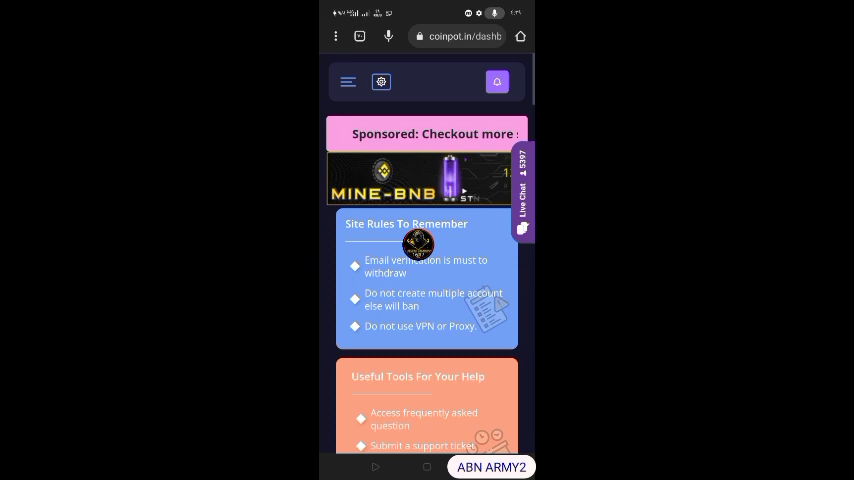 coinpot.in/dashb
Sponsored: Checkout more
MINE-BNB
Live Chat 5397
Site Rules To Remember
Email verification is must to
withdraw
Do not create multiple account
else will ban
Do not use VPN or Proxy.
Useful Tools For Your Help
Access frequently asked
question
Submit a support ticket
ABN ARMY2